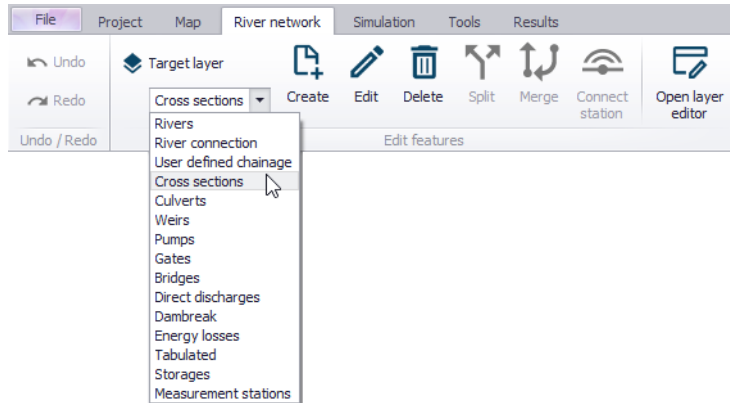 File Project Map River network Simulation Tools Results
Undo Target layer
Redo Cross sections Create Edit Delete Split Merge Connect station Open layer editor
Undo / Redo Edit features
Rivers
River connection
User defined chainage
Cross sections
Culverts
Weirs
Pumps
Gates
Bridges
Direct discharges
Dambreak
Energy losses
Tabulated
Storages
Measurement stations